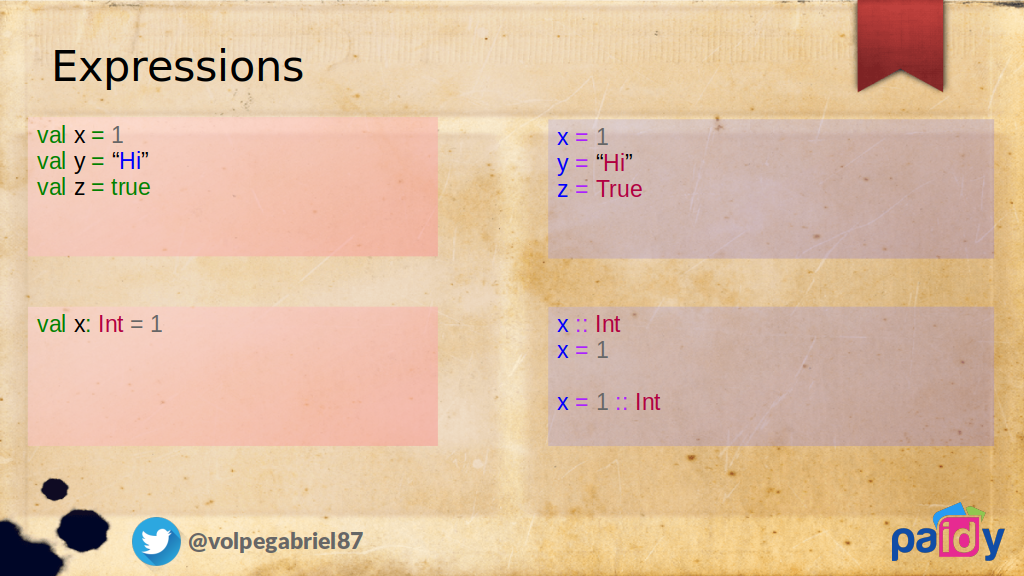 Expressions
val x = 1
val y = “Hi”
val z = true
x = 1
y = “Hi”
z = True
val x: Int = 1
x :: Int
x = 1
x = 1 :: Int
@volpegabriel87
paidy